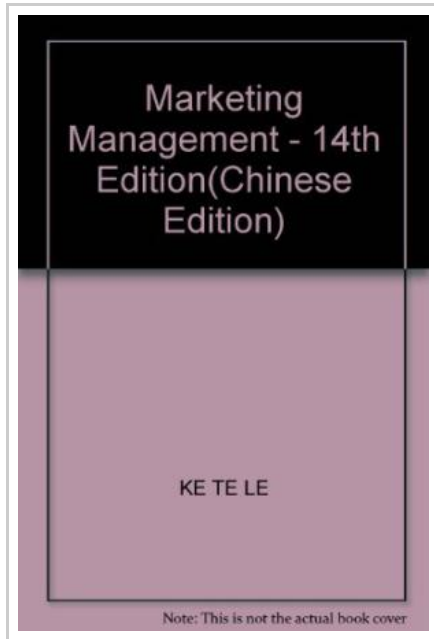 Marketing
Management - 14th
Edition(Chinese
Edition)
KE TE LE
Note: This is not the actual book cover